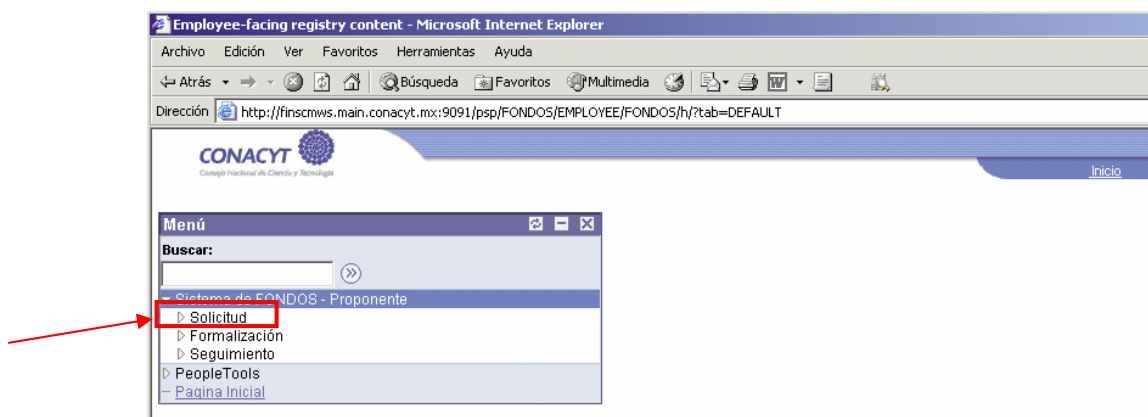 Employee-facing registry content - Microsoft Internet Explorer
Archivo Edición Ver Favoritos Herramientas Ayuda
Atrás Búsqueda Favoritos Multimedia
Dirección http://finscmws.main.conacyt.mx:9091/psp/FONDOS/EMPLOYEE/FONDOS/h/?tab=DEFAULT
CONACYT
Consejo Nacional de Ciencia y Tecnología
Inicio
Menú
Buscar:
Sistema de FONDOS - Proponente
Solicitud
Formalización
Seguimiento
PeopleTools
Pagina Inicial